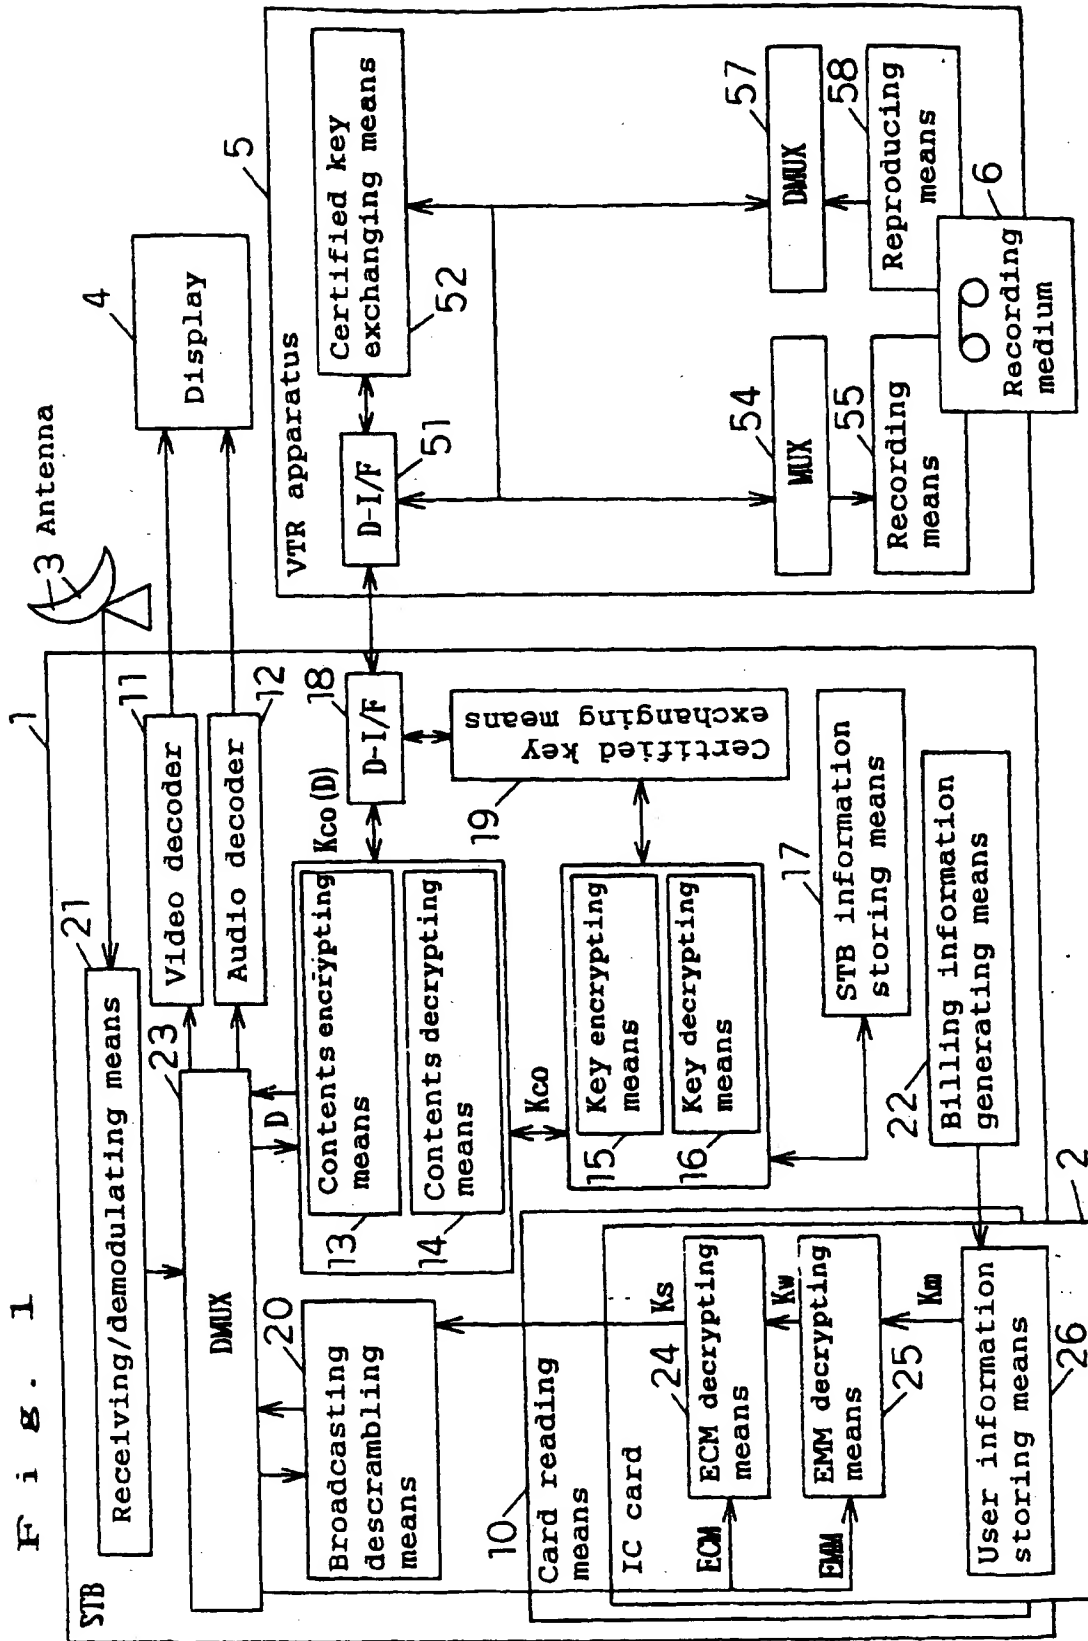 Fig. 1
STB
1
21
Receiving/demodulating means
3
Antenna
4
Display
11
Video decoder
12
Audio decoder
23
DMUX
D
20
Broadcasting
descrambling
means
Contents encrypting
means
13
Contents decrypting
means
14
Kco(D)
18
D-I/F
Certified key
exchanging means
19
Kco
Key encrypting
means
15
Key decrypting
means
16
17
STB information
storing means
22
Billing information
generating means
10
Card reading
means
IC card
2
ECM
Ks
24
ECM decrypting
means
Kw
EMM
EMM decrypting
means
25
Km
User information
storing means
26
5
VTR apparatus
D-I/F
51
Certified key
exchanging means
52
54
MUX
55
Recording
means
57
DMUX
58
Reproducing
means
6
Recording
medium